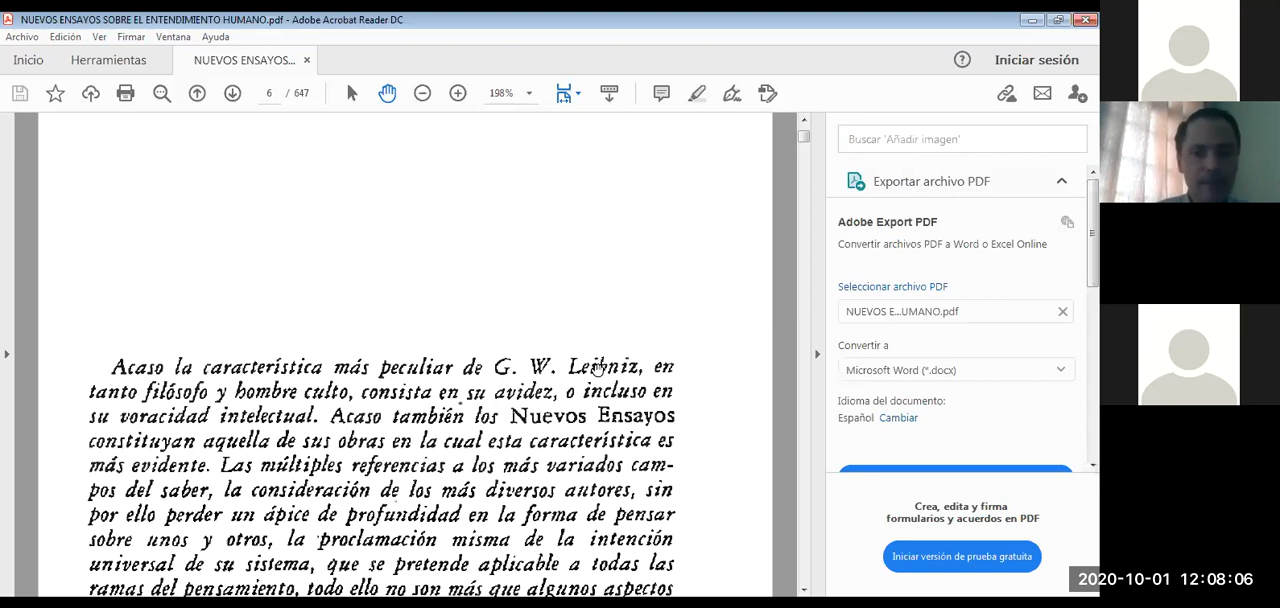 NUEVOS ENSAYOS SOBRE EL ENTENDIMIENTO HUMANO.pdf - Adobe Acrobat Reader DC
Archivo Edición Ver Firmar Ventana Ayuda
Inicio Herramientas NUEVOS ENSAYOS... × Iniciar sesión
6 / 647 198%
Buscar 'Añadir imagen'
Exportar archivo PDF
Adobe Export PDF
Convertir archivos PDF a Word o Excel Online
Seleccionar archivo PDF
NUEVOS E...UMANO.pdf
Convertir a
Microsoft Word (*.docx)
Idioma del documento:
Español Cambiar
Crea, edita y firma
formularios y acuerdos en PDF
Iniciar versión de prueba gratuita
Acaso la característica más peculiar de G. W. Leibniz, en
tanto filósofo y hombre culto, consista en su avidez, o incluso en
su voracidad intelectual. Acaso también los Nuevos Ensayos
constituyan aquella de sus obras en la cual esta característica es
más evidente. Las múltiples referencias a los más variados cam-
pos del saber, la consideración de los más diversos autores, sin
por ello perder un ápice de profundidad en la forma de pensar
sobre unos y otros, la proclamación misma de la intención
universal de su sistema, que se pretende aplicable a todas las
ramas del pensamiento, todo ello no son más que algunos aspectos
2020-10-01 12:08:06